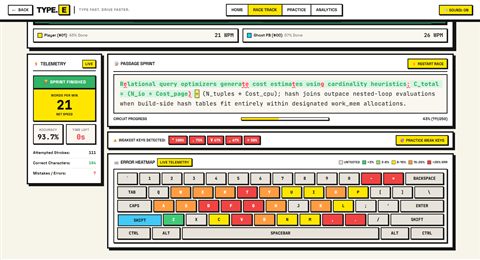 ← BACK
TYPE.E
TYPE FAST. DRIVE FASTER.
HOME
RACE TRACK
PRACTICE
ANALYTICS
SOUND: ON
Player (YOU)
21 WPM
Ghost PB (BOT)
26 WPM
TELEMETRY
LIVE
SPRINT FINISHED
WORDS PER MIN
21
NET SPEED
ACCURACY
93.7%
TIME LEFT
0s
Attempted Strokes: 111
Correct Characters:
Mistakes / Errors: 7
PASSAGE SPRINT
RESTART RACE
Relational query optimizers generate cost estimates using cardinality heuristics; C_total
= (N_io × Cost_page) + (N_tuples × Cost_cpu); hash joins outpace nested-loop evaluations
when build-side hash tables fit entirely within designated work_mem allocations.
CIRCUIT PROGRESS
WEAKEST KEYS DETECTED:
PRACTICE WEAK KEYS
ERROR HEATMAP
LIVE TELEMETRY
UNTESTED
BACKSPACE
TAB Q W E R T Y U I O P [ ] \
CAPS A S D F G H J K L ; ' ENTER
SHIFT Z X C V B N M , . / SHIFT
CTRL ALT SPACEBAR ALT CTRL